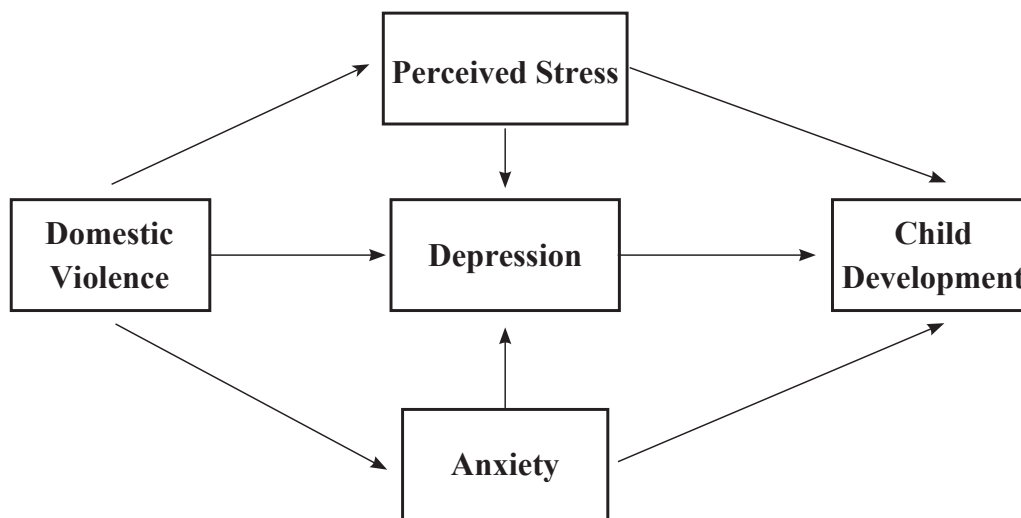 Perceived Stress
Domestic
Violence
Depression
Child
Development
Anxiety